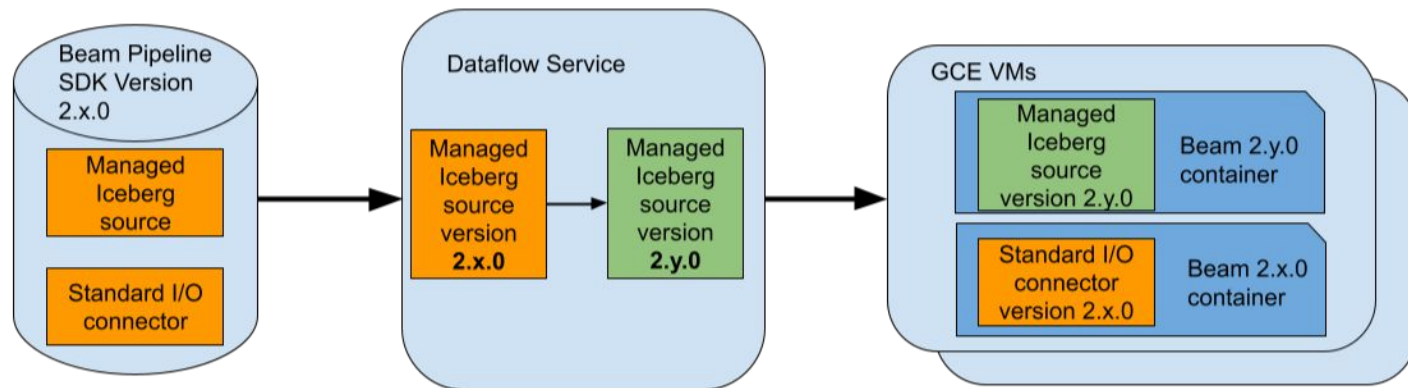 Beam Pipeline
SDK Version
2.x.0
Managed
Iceberg
source
Standard I/O
connector
Dataflow Service
Managed
Iceberg
source
version
2.x.0
Managed
Iceberg
source
version
2.y.0
GCE VMs
Managed
Iceberg
source
version 2.y.0
Beam 2.y.0
container
Standard I/O
connector
version 2.x.0
Beam 2.x.0
container